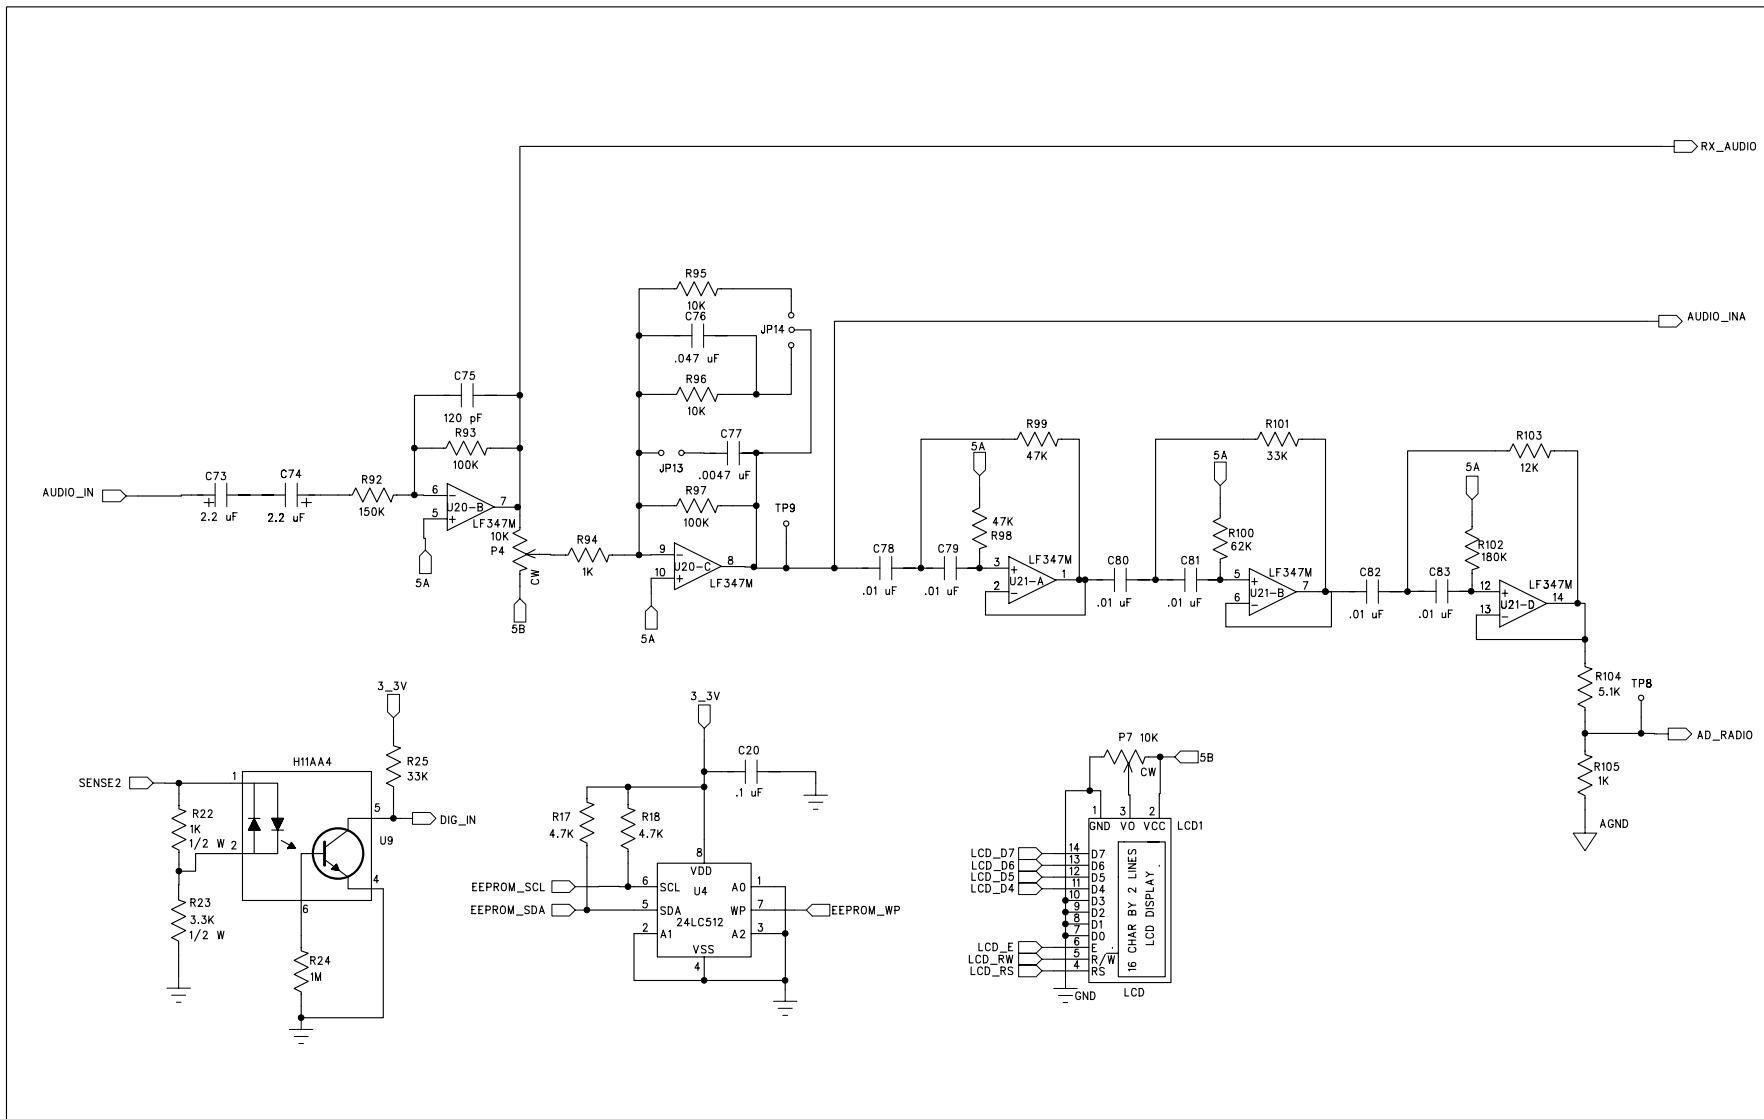 RX_AUDIO
R95
10K
C76
.047 uF
JP14
R96
10K
AUDIO_INA
C75
120 pF
R93
100K
C77
.0047 uF
JP13
R97
100K
TP9
AUDIO_IN
C73
+
2.2 uF
C74
+
2.2 uF
R92
150K
6
5
7
U20-B
LF347M
10K
P4
CW
5A
5B
R94
1K
9
10
8
U20-C
LF347M
5A
C78
.01 uF
C79
.01 uF
5A
47K
R98
R99
47K
3
2
1
U21-A
LF347M
C80
.01 uF
C81
.01 uF
5A
R100
62K
R101
33K
5
6
7
U21-B
LF347M
C82
.01 uF
C83
.01 uF
5A
R102
180K
R103
12K
12
13
14
U21-D
LF347M
R104
5.1K
TP8
AD_RADIO
R105
1K
AGND
3_3V
R25
33K
H11AA4
SENSE2
1
2
R22
1K
1/2 W
R23
3.3K
1/2 W
5
DIG_IN
U9
4
6
R24
1M
3_3V
C20
.1 uF
R17
4.7K
R18
4.7K
8
VDD
EEPROM_SCL
6
SCL
U4
A0
1
EEPROM_SDA
5
SDA
WP
7
EEPROM_WP
24LC512
2
A1
A2
3
VSS
4
P7 10K
CW
5B
1
3
2
GND
VO
VCC
LCD1
LCD_D7
14
D7
LCD_D6
13
D6
LCD_D5
12
D5
LCD_D4
11
D4
10
D3
9
D2
8
D1
7
D0
LCD_E
6
E
LCD_RW
5
R/W
LCD_RS
4
RS
16 CHAR BY 2 LINES
LCD DISPLAY
GND
LCD